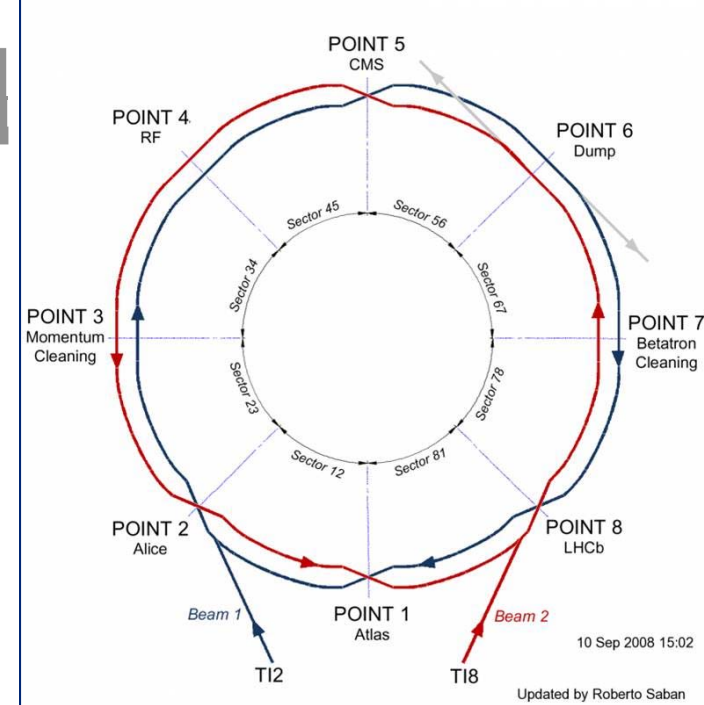 POINT 5
CMS
POINT 4
RF
POINT 6
Dump
Sector 45
Sector 56
Sector 34
Sector 67
POINT 3
Momentum
Cleaning
POINT 7
Betatron
Cleaning
Sector 23
Sector 78
Sector 12
Sector 81
POINT 2
Alice
POINT 8
LHCb
POINT 1
Atlas
Beam 1
Beam 2
10 Sep 2008 15:02
TI2
TI8
Updated by Roberto Saban